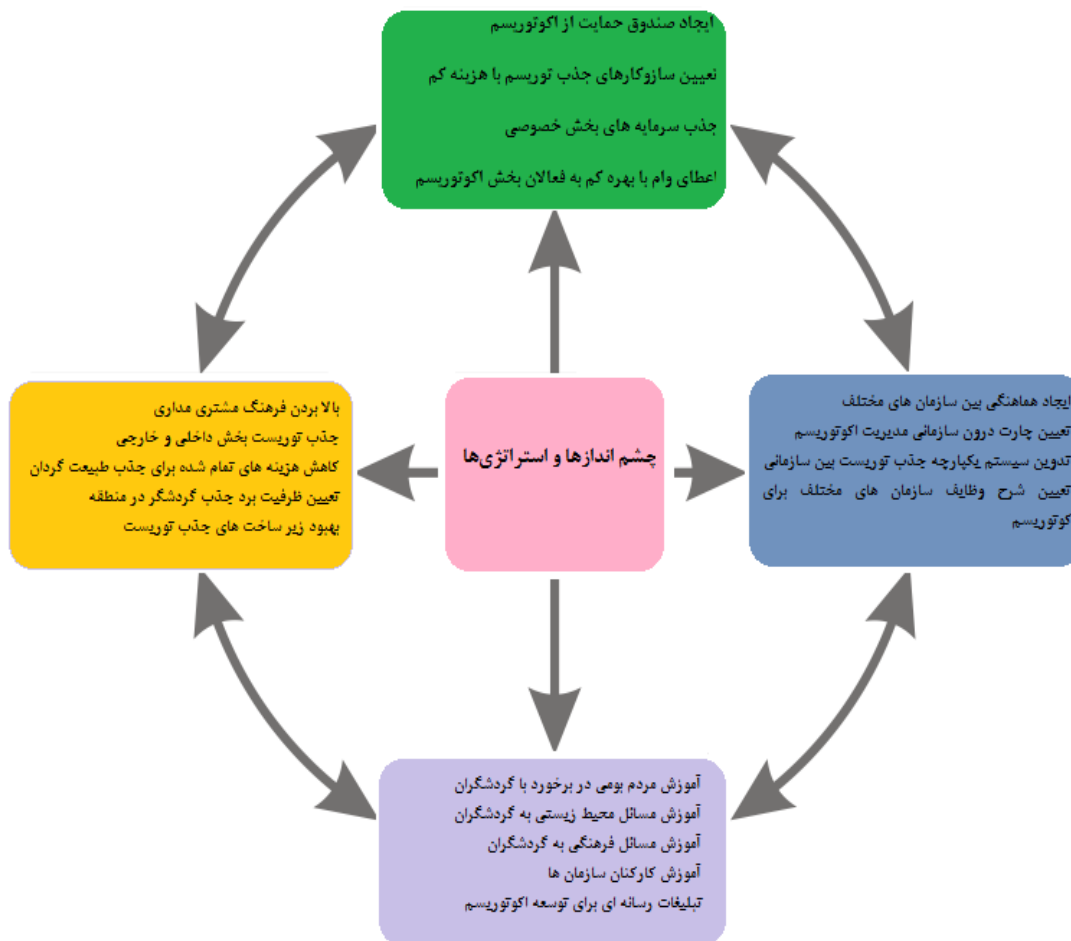 ایجاد صندوق حمایت از اکوتوریسم
تعیین سازوکارهای جذب توریسم با هزینه کم
جذب سرمایه های بخش خصوصی
اعطای وام با بهره کم به فعالان بخش اکوتوریسم
ایجاد هماهنگی بین سازمان های مختلف
تعیین چارت درون سازمانی مدیریت اکوتوریسم
تدوین سیستم یکپارچه جذب توریست بین سازمانی
تعیین شرح وظایف سازمان های مختلف برای
کوتوریسم
چشم اندازها و استراتژی‌ها
بالا بردن فرهنگ مشتری مداری
جذب توریست بخش داخلی و خارجی
کاهش هزینه های تمام شده برای جذب طبیعت گردان
تعیین ظرفیت برد جذب گردشگر در منطقه
بهبود زیر ساخت های جذب توریست
آموزش مردم بومی در برخورد با گردشگران
آموزش مسائل محیط زیستی به گردشگران
آموزش مسائل فرهنگی به گردشگران
آموزش کارکنان سازمان ها
تبلیغات رسانه ای برای توسعه اکوتوریسم